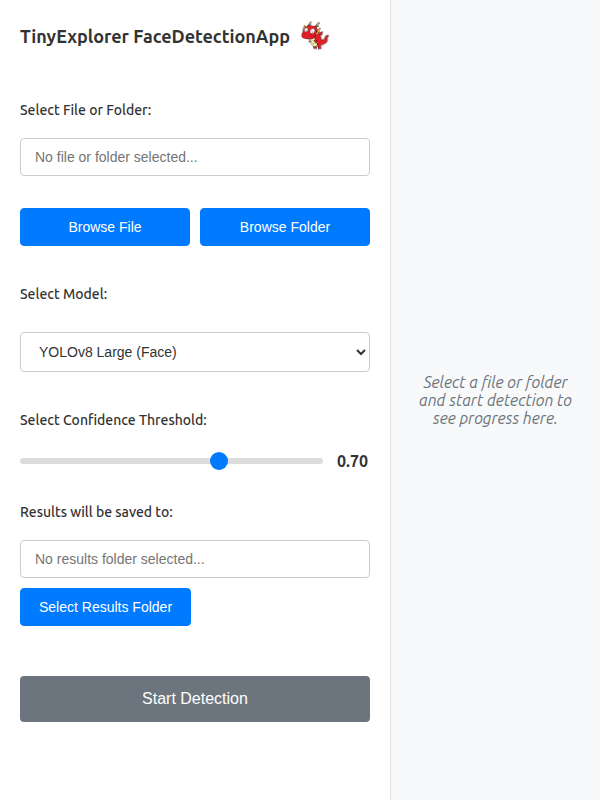 TinyExplorer FaceDetectionApp
Select File or Folder:
No file or folder selected...
Browse File
Browse Folder
Select Model:
YOLOv8 Large (Face)
Select Confidence Threshold:
0.70
Results will be saved to:
No results folder selected...
Select Results Folder
Start Detection
Select a file or folder
and start detection to
see progress here.